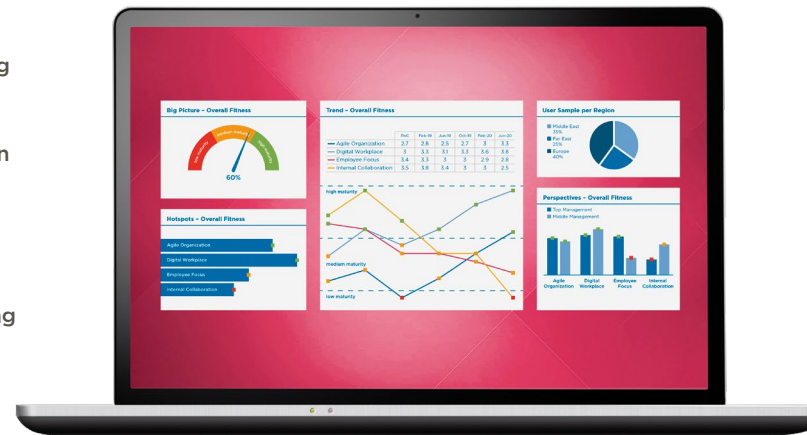 g
n
ng
Big Picture – Overall Fitness
low maturity
medium maturity
high maturity
60%
Hotspots – Overall Fitness
Agile Organization
Digital Workplace
Employee Focus
Internal Collaboration
Trend – Overall Fitness
PoC Feb-19 Jun-19 Oct-19 Feb-20 Jun-20
Agile Organization 2.7 2.8 2.5 2.7 3 3.3
Digital Workplace 3 3.3 3.1 3.3 3.6 3.8
Employee Focus 3.4 3.3 3 3 2.9 2.8
Internal Collaboration 3.5 3.8 3.4 3 3 2.5
high maturity
medium maturity
low maturity
User Sample per Region
Middle East
35%
Far East
25%
Europe
40%
Perspectives – Overall Fitness
Top Management
Middle Management
Agile
Organization
Digital
Workplace
Employee
Focus
Internal
Collaboration